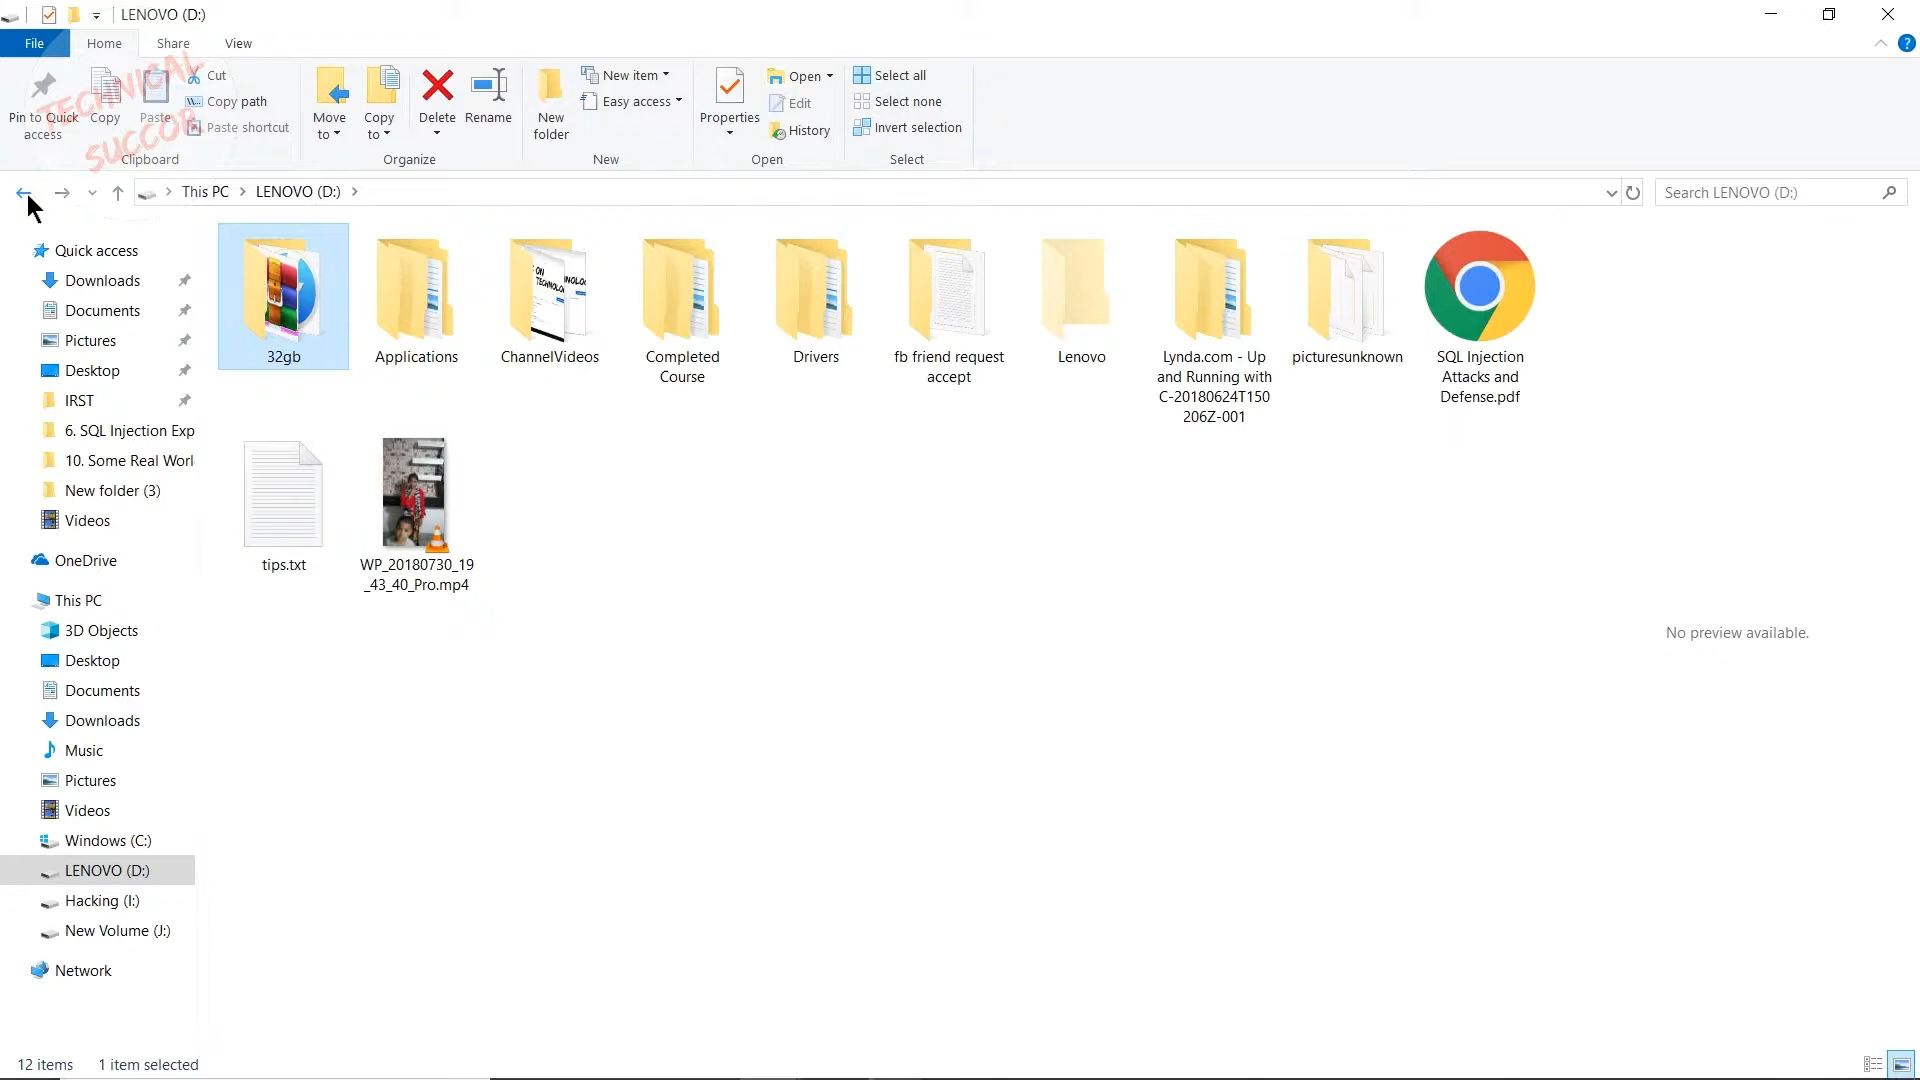 LENOVO (D:)
File Home Share View
TECHNICAL
SUCCOR
Pin to Quick
access
Copy
Paste
Cut
Copy path
Paste shortcut
Clipboard
Move
to
Copy
to
Delete
Rename
Organize
New
folder
New item
Easy access
New
Properties
Open
Edit
History
Open
Select all
Select none
Invert selection
Select
This PC > LENOVO (D:) >
Search LENOVO (D:)
Quick access
Downloads
Documents
Pictures
Desktop
IRST
6. SQL Injection Exp
10. Some Real Worl
New folder (3)
Videos
OneDrive
This PC
3D Objects
Desktop
Documents
Downloads
Music
Pictures
Videos
Windows (C:)
LENOVO (D:)
Hacking (I:)
New Volume (J:)
Network
32gb
Applications
ChannelVideos
Completed
Course
Drivers
fb friend request
accept
Lenovo
Lynda.com - Up
and Running with
C-20180624T150
206Z-001
picturesunknown
SQL Injection
Attacks and
Defense.pdf
tips.txt
WP_20180730_19
_43_40_Pro.mp4
No preview available.
12 items 1 item selected